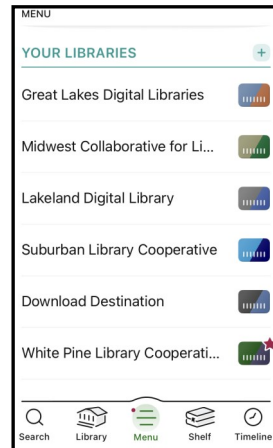 MENU
YOUR LIBRARIES +
Great Lakes Digital Libraries
Midwest Collaborative for Li...
Lakeland Digital Library
Suburban Library Cooperative
Download Destination
White Pine Library Cooperati...
Search Library Menu Shelf Timeline